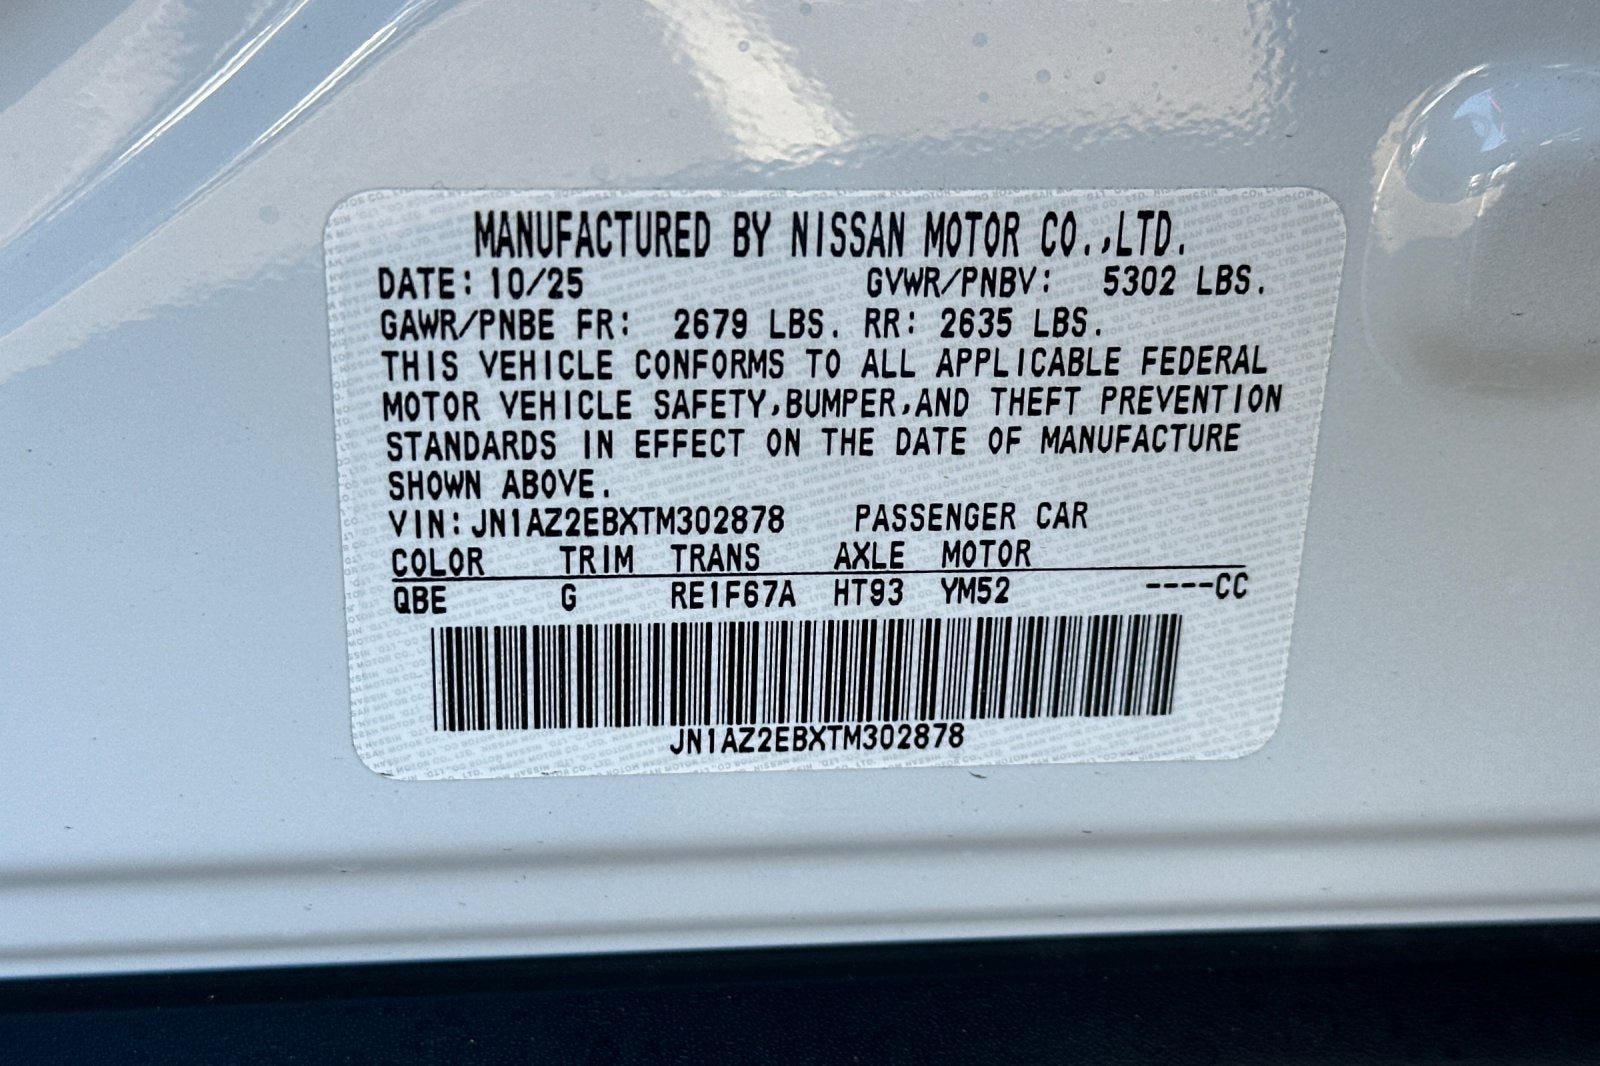 MANUFACTURED BY NISSAN MOTOR CO.,LTD.
DATE: 10/25 GVWR/PNBV: 5302 LBS.
GAWR/PNBE FR: 2679 LBS. RR: 2635 LBS.
THIS VEHICLE CONFORMS TO ALL APPLICABLE FEDERAL
MOTOR VEHICLE SAFETY,BUMPER,AND THEFT PREVENTION
STANDARDS IN EFFECT ON THE DATE OF MANUFACTURE
SHOWN ABOVE.
VIN:JN1AZ2EBXTM302878 PASSENGER CAR
COLOR TRIM TRANS AXLE MOTOR
QBE G RE1F67A HT93 YM52 ----CC
JN1AZ2EBXTM302878